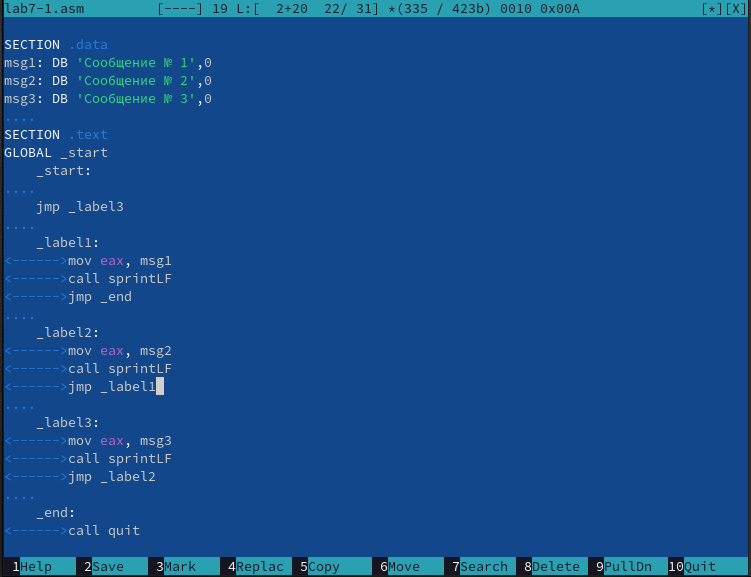 lab7-1.asm [----] 19 L:[ 2+20 22/ 31] *(335 / 423b) 0010 0x00A [*][X]
SECTION .data
msg1: DB 'Сообщение № 1',0
msg2: DB 'Сообщение № 2',0
msg3: DB 'Сообщение № 3',0
....
SECTION .text
GLOBAL _start
    _start:
....
    jmp _label3
....
    _label1:
<------>mov eax, msg1
<------>call sprintLF
<------>jmp _end
....
    _label2:
<------>mov eax, msg2
<------>call sprintLF
<------>jmp _label1
....
    _label3:
<------>mov eax, msg3
<------>call sprintLF
<------>jmp _label2
....
    _end:
<------>call quit
1Help 2Save 3Mark 4Replac 5Copy 6Move 7Search 8Delete 9PullDn 10Quit